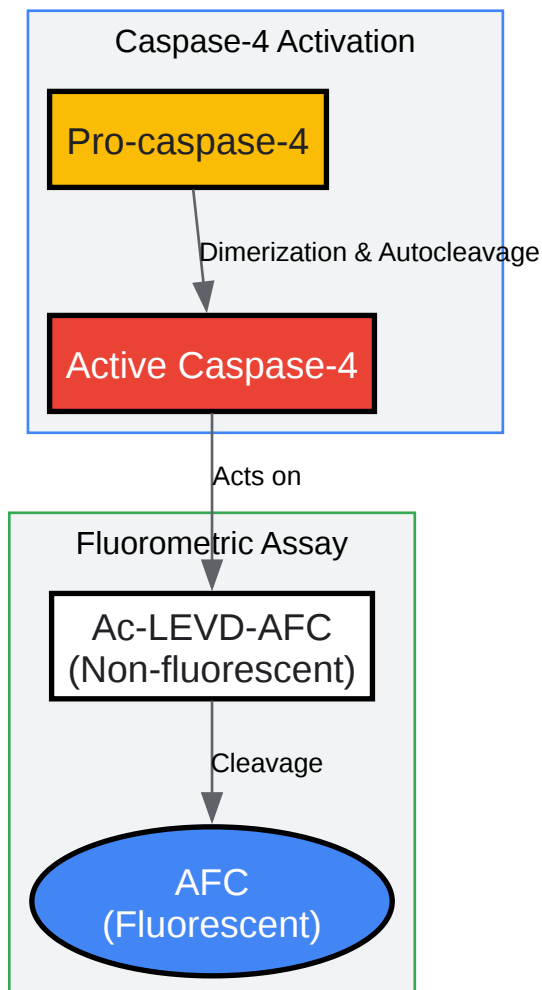 Caspase-4 Activation
Pro-caspase-4
Dimerization & Autocleavage
Active Caspase-4
Acts on
Fluorometric Assay
Ac-LEVD-AFC
(Non-fluorescent)
Cleavage
AFC
(Fluorescent)